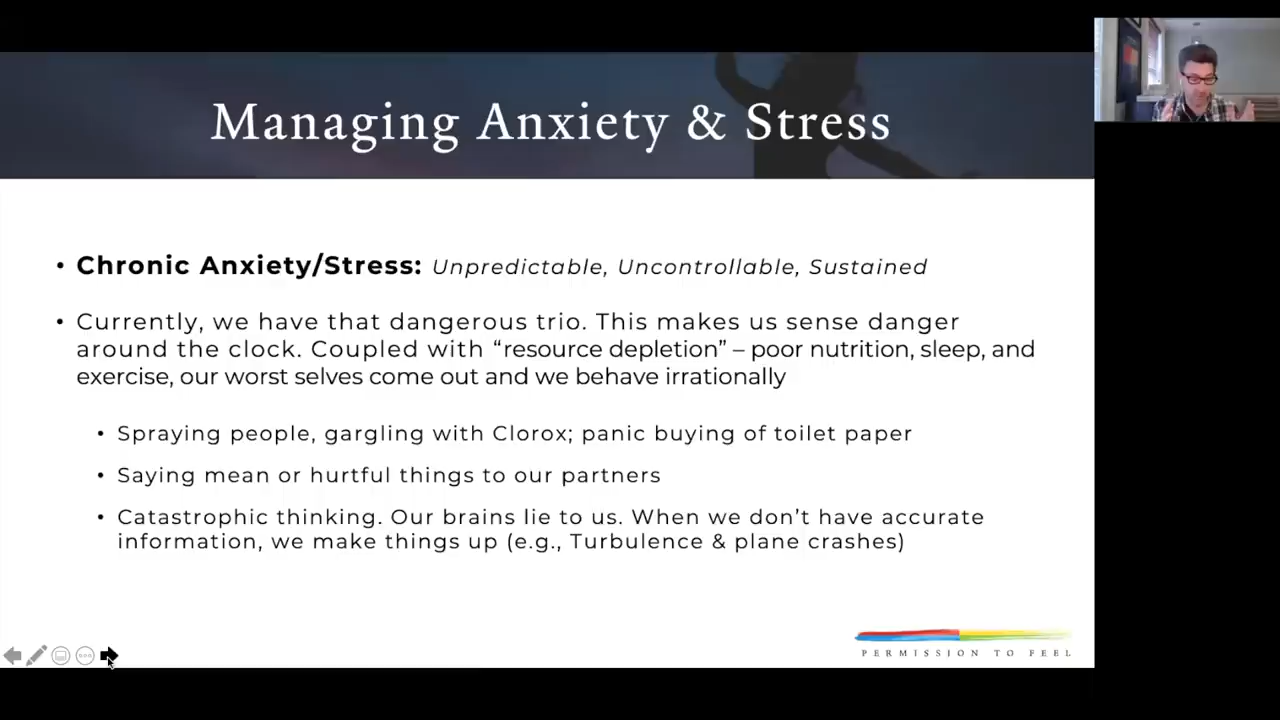 Managing Anxiety & Stress
• Chronic Anxiety/Stress: Unpredictable, Uncontrollable, Sustained
• Currently, we have that dangerous trio. This makes us sense danger
around the clock. Coupled with “resource depletion” – poor nutrition, sleep, and
exercise, our worst selves come out and we behave irrationally
• Spraying people, gargling with Clorox; panic buying of toilet paper
• Saying mean or hurtful things to our partners
• Catastrophic thinking. Our brains lie to us. When we don’t have accurate
information, we make things up (e.g., Turbulence & plane crashes)
PERMISSION TO FEEL